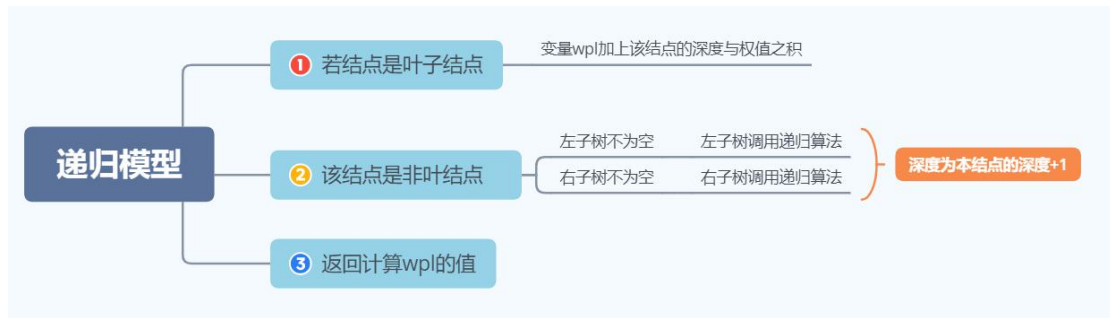 递归模型
❶ 若结点是叶子结点
变量wpl加上该结点的深度与权值之积
❷ 该结点是非叶结点
左子树不为空 左子树调用递归算法
右子树不为空 右子树调用递归算法
深度为本结点的深度+1
❸ 返回计算wpl的值